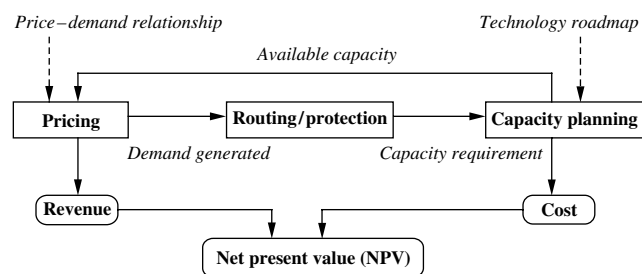 Price–demand relationship
Technology roadmap
Available capacity
Pricing
Routing/protection
Capacity planning
Demand generated
Capacity requirement
Revenue
Cost
Net present value (NPV)